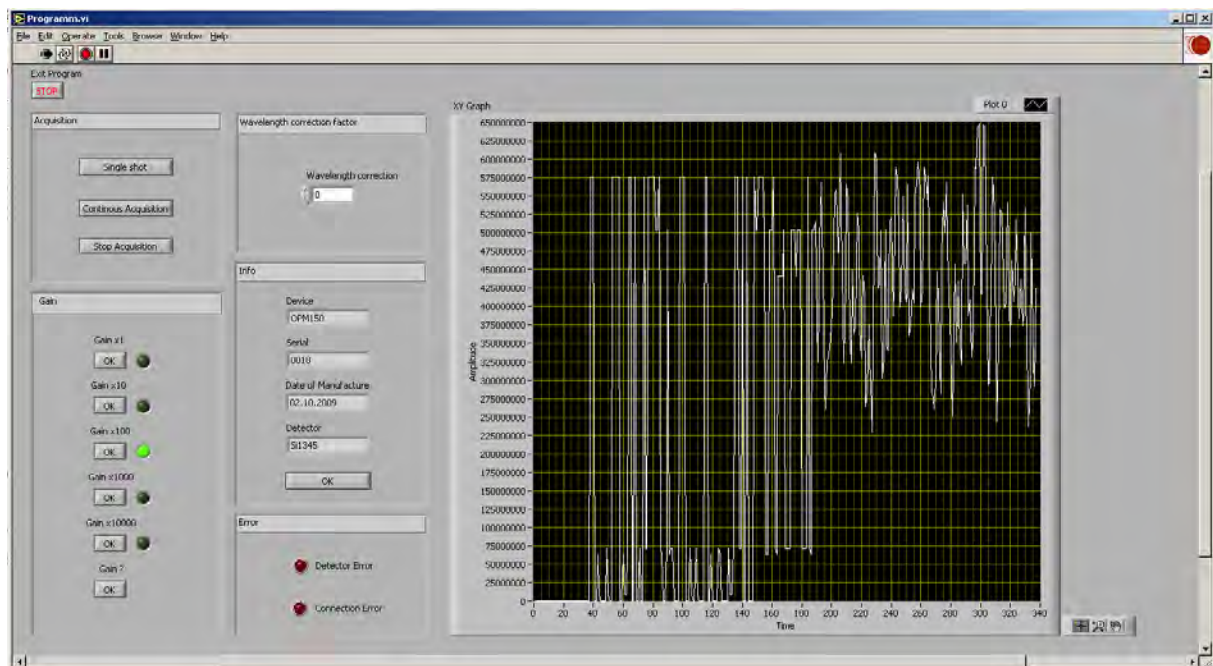 Programm.vi
File Edit Operate Tools Browse Window Help
Exit Program
STOP
Acquisition
Single shot
Continous Acquisition
Stop Acquisition
Gain
Gain x1
OK
Gain x10
OK
Gain x100
OK
Gain x1000
OK
Gain x10000
OK
Gain ?
OK
Wavelength correction factor
Wavelength correction
0
Info
Device
OPM150
Serial
0010
Date of Manufacture
02.10.2009
Detector
Si1345
OK
Error
Detector Error
Connection Error
XY Graph
Plot 0
Amplitude
650000000
625000000
600000000
575000000
550000000
525000000
500000000
475000000
450000000
425000000
400000000
375000000
350000000
325000000
300000000
275000000
250000000
225000000
200000000
175000000
150000000
125000000
100000000
75000000
50000000
25000000
0
0 20 40 60 80 100 120 140 160 180 200 220 240 260 280 300 320 340
Time